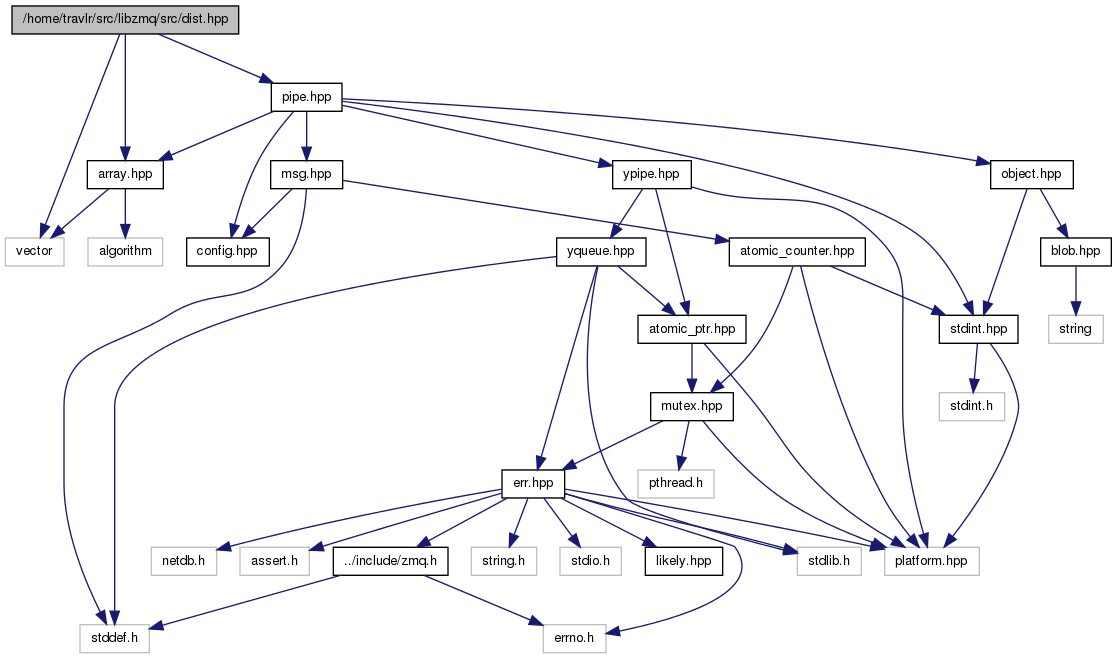 /home/travlr/src/libzmq/src/dist.hpp
pipe.hpp
array.hpp
msg.hpp
ypipe.hpp
object.hpp
vector
algorithm
config.hpp
yqueue.hpp
atomic_counter.hpp
blob.hpp
atomic_ptr.hpp
stdint.hpp
string
mutex.hpp
stdint.h
err.hpp
pthread.h
netdb.h
assert.h
../include/zmq.h
string.h
stdio.h
likely.hpp
stdlib.h
platform.hpp
stddef.h
errno.h